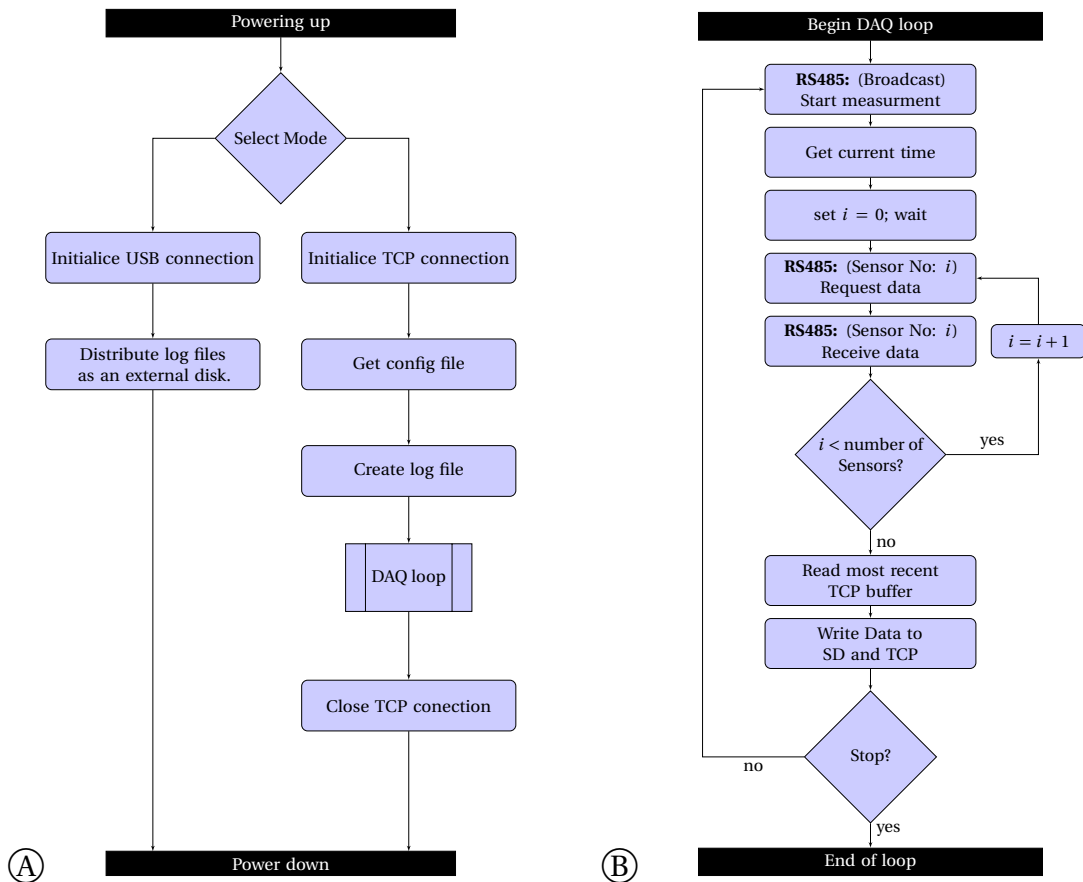 Powering up
Select Mode
Initialice USB connection
Initialice TCP connection
Distribute log files
as an external disk.
Get config file
Create log file
DAQ loop
Close TCP conection
Power down
A
Begin DAQ loop
RS485: (Broadcast)
Start measurment
Get current time
set i = 0; wait
RS485: (Sensor No: i)
Request data
RS485: (Sensor No: i)
Receive data
i = i + 1
i < number of
Sensors?
yes
no
Read most recent
TCP buffer
Write Data to
SD and TCP
Stop?
no
yes
End of loop
B